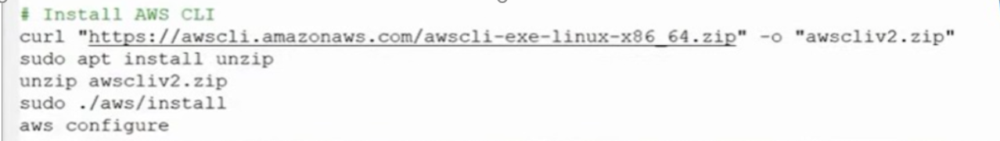 # Install AWS CLI
curl "https://awscli.amazonaws.com/awscli-exe-linux-x86_64.zip" -o "awscliv2.zip"
sudo apt install unzip
unzip awscliv2.zip
sudo ./aws/install
aws configure